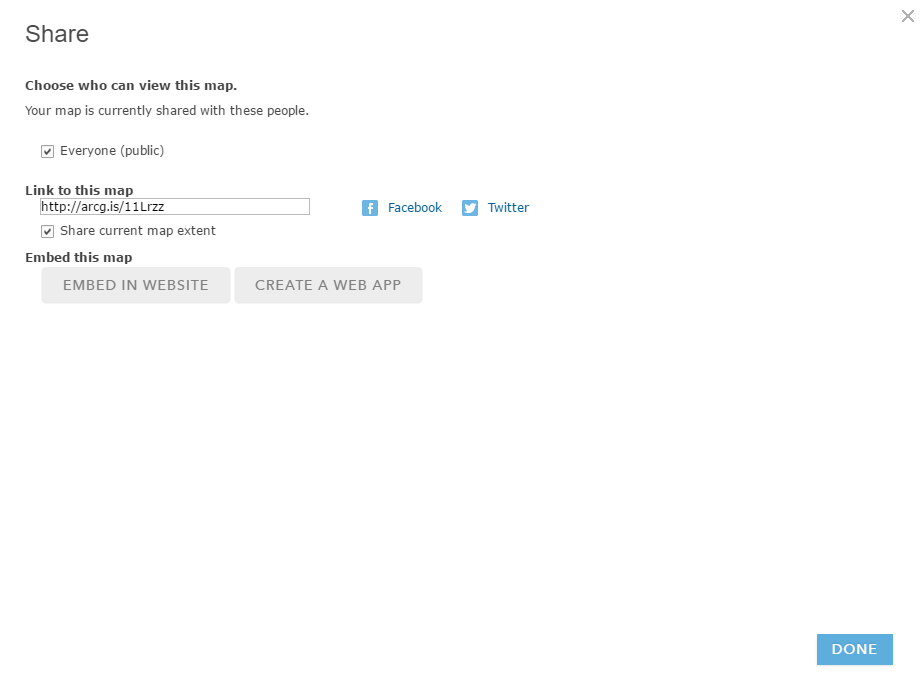 Share
Choose who can view this map.
Your map is currently shared with these people.
Everyone (public)
Link to this map
http://arcg.is/11Lrzz
Facebook
Twitter
Share current map extent
Embed this map
EMBED IN WEBSITE
CREATE A WEB APP
DONE